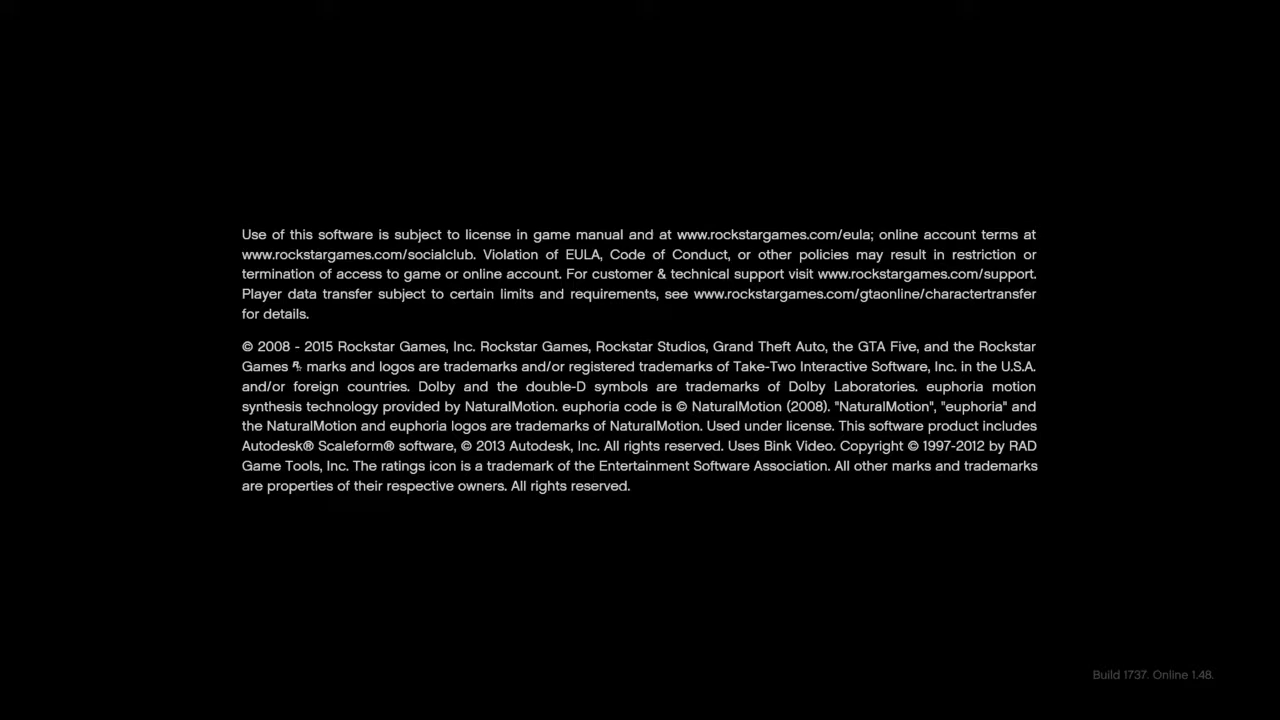 Use of this software is subject to license in game manual and at www.rockstargames.com/eula; online account terms at
www.rockstargames.com/socialclub. Violation of EULA, Code of Conduct, or other policies may result in restriction or
termination of access to game or online account. For customer & technical support visit www.rockstargames.com/support.
Player data transfer subject to certain limits and requirements, see www.rockstargames.com/gtaonline/charactertransfer
for details.
© 2008 - 2015 Rockstar Games, Inc. Rockstar Games, Rockstar Studios, Grand Theft Auto, the GTA Five, and the Rockstar
Games R* marks and logos are trademarks and/or registered trademarks of Take-Two Interactive Software, Inc. in the U.S.A.
and/or foreign countries. Dolby and the double-D symbols are trademarks of Dolby Laboratories. euphoria motion
synthesis technology provided by NaturalMotion. euphoria code is © NaturalMotion (2008). "NaturalMotion", "euphoria" and
the NaturalMotion and euphoria logos are trademarks of NaturalMotion. Used under license. This software product includes
Autodesk® Scaleform® software, © 2013 Autodesk, Inc. All rights reserved. Uses Bink Video. Copyright © 1997-2012 by RAD
Game Tools, Inc. The ratings icon is a trademark of the Entertainment Software Association. All other marks and trademarks
are properties of their respective owners. All rights reserved.
Build 1737. Online 1.48.